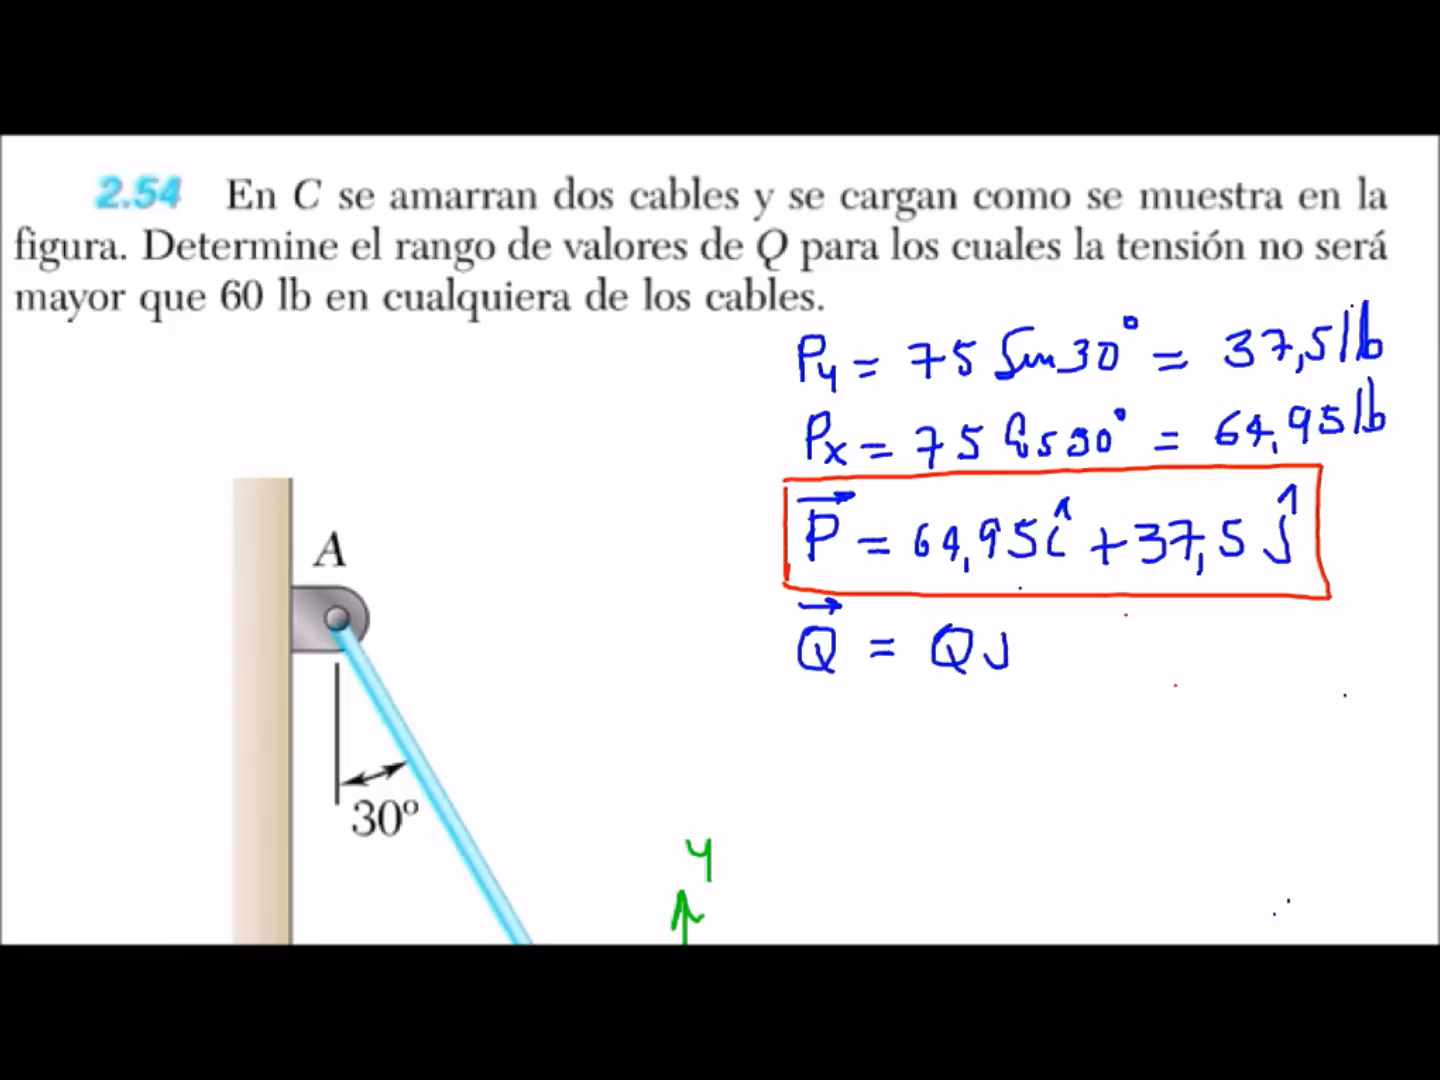 2.54 En C se amarran dos cables y se cargan como se muestra en la
figura. Determine el rango de valores de Q para los cuales la tensión no será
mayor que 60 lb en cualquiera de los cables.
Py = 75 Sen 30° = 37,5 lb
Px = 75 Cos 30° = 64,95 lb
P = 64,95 i + 37,5 J
Q = Q J
A
30º
y